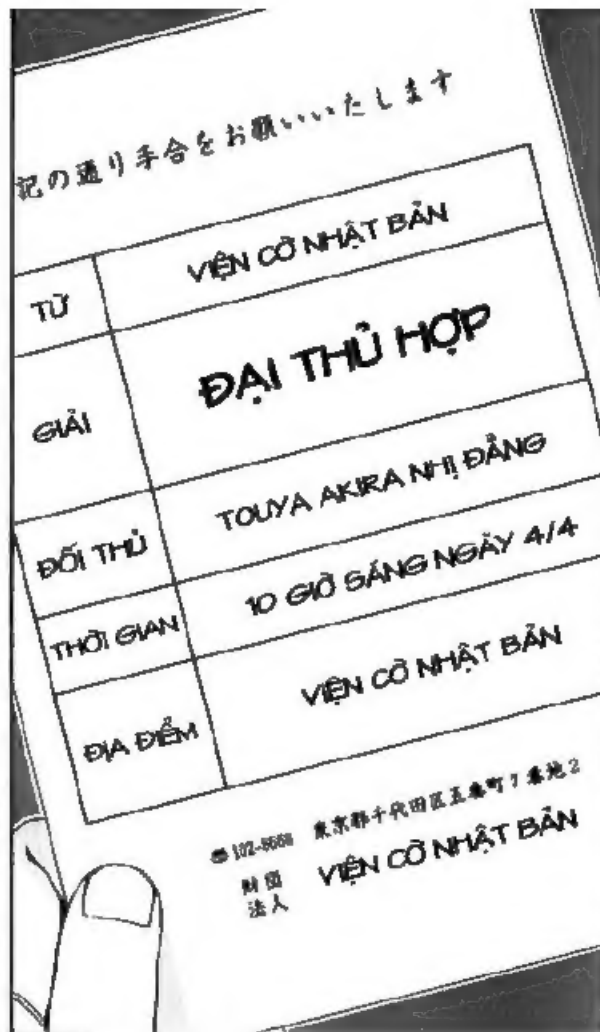 記の通り手合をお願いいたします
TỪ VIỆN CỜ NHẬT BẢN
GIẢI ĐẠI THỦ HỢP
ĐỐI THỦ TOUYA AKIRA NHỊ ĐẲNG
THỜI GIAN 10 GIỜ SÁNG NGÀY 4/4
ĐỊA ĐIỂM VIỆN CỜ NHẬT BẢN
東京都千代田区五番町7番地2
財団法人 VIỆN CỜ NHẬT BẢN